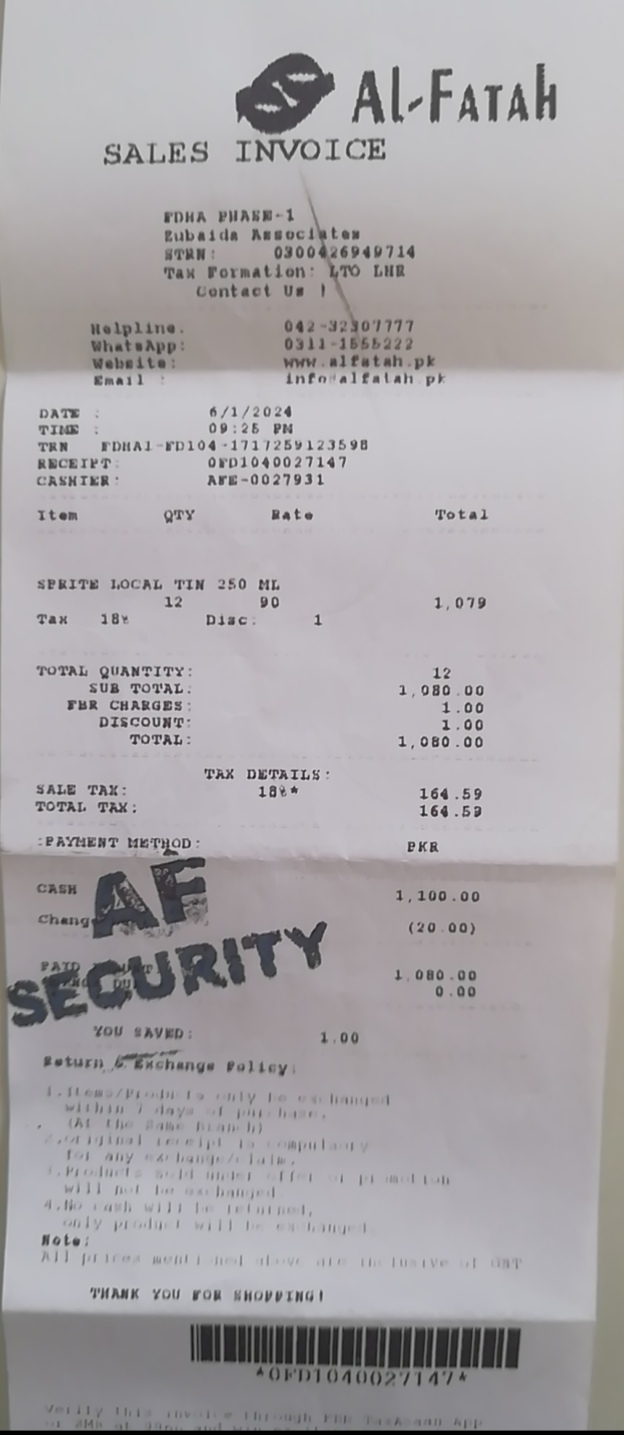 Al-Fatah
SALES INVOICE
FDHA PHASE-1
Zubaida Associates
STRN: 0300426949714
Tax Formation: LTO LHR
Contact Us !
Helpline. 042-32307777
WhatsApp: 0311-1555222
Website: www.alfatah.pk
Email : info@alfatah.pk
DATE : 6/1/2024
TIME : 09:25 PM
TRN FDHA1-FD104-1717259123598
RECEIPT: 0FD1040027147
CASHIER: AFE-0027931
Item QTY Rate Total
SPRITE LOCAL TIN 250 ML
12 90 1,079
Tax 18% Disc: 1
TOTAL QUANTITY: 12
SUB TOTAL: 1,080.00
FBR CHARGES: 1.00
DISCOUNT: 1.00
TOTAL: 1,080.00
TAX DETAILS:
SALE TAX: 18%* 164.59
TOTAL TAX: 164.59
:PAYMENT METHOD: PKR
CASH 1,100.00
AF
Chang (20.00)
SECURITY
PAID 1,080.00
0.00
YOU SAVED: 1.00
Return & Exchange Policy:
1.Items/Products only be exchanged
within 7 days of purchase.
(At the Same Branch)
2.Original receipt is compulsory
for any exchange/claim.
3.Products sold under offer or promotion
will not be exchanged.
4.No cash will be returned,
only product will be exchanged.
Note:
All prices mentioned above are inclusive of GST
THANK YOU FOR SHOPPING!
*0FD1040027147*
Verify this invoice through FBR TaxAsaan App
or SMS at